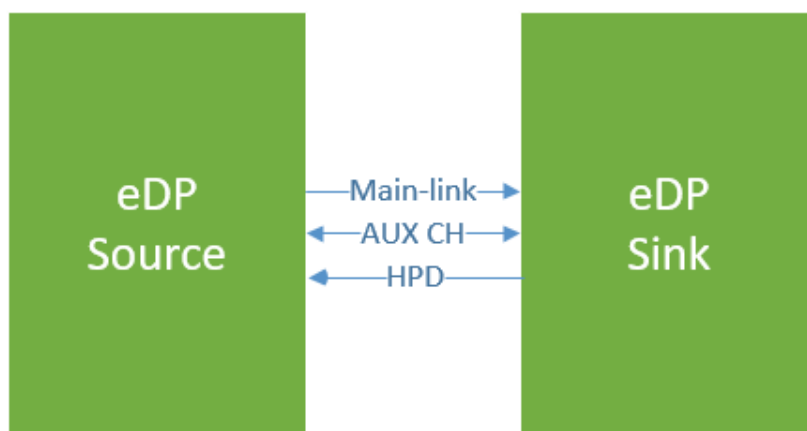 eDP
Source
Main-link
AUX CH
HPD
eDP
Sink